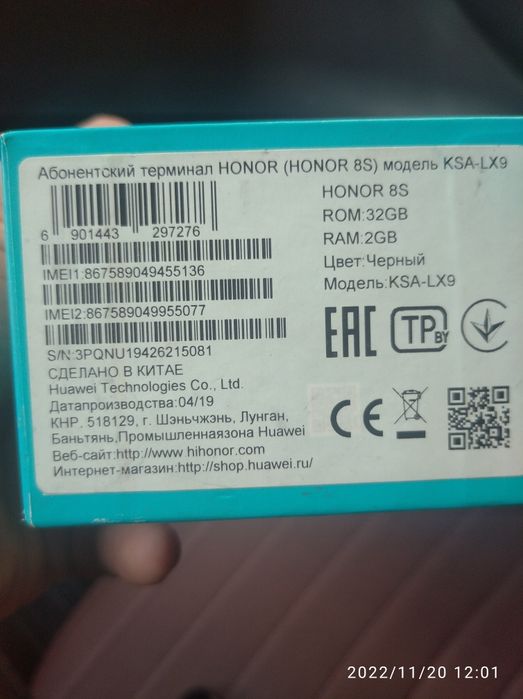 Абонентский терминал HONOR (HONOR 8S) модель KSA-LX9
6 901443 297276
IMEI1:867589049455136
IMEI2:867589049955077
S/N:3PQNU19426215081
СДЕЛАНО В КИТАЕ
Huawei Technologies Co., Ltd.
Датапроизводства:04/19
КНР. 518129, г. Шэньчжэнь, Лунган,
Баньтянь,Промышленнаязона Huawei
Веб-сайт:http://www.hihonor.com
Интернет-магазин:http://shop.huawei.ru/
HONOR 8S
ROM:32GB
RAM:2GB
Цвет:Черный
Модель:KSA-LX9
EAC
TP BY
CE
2022/11/20 12:01